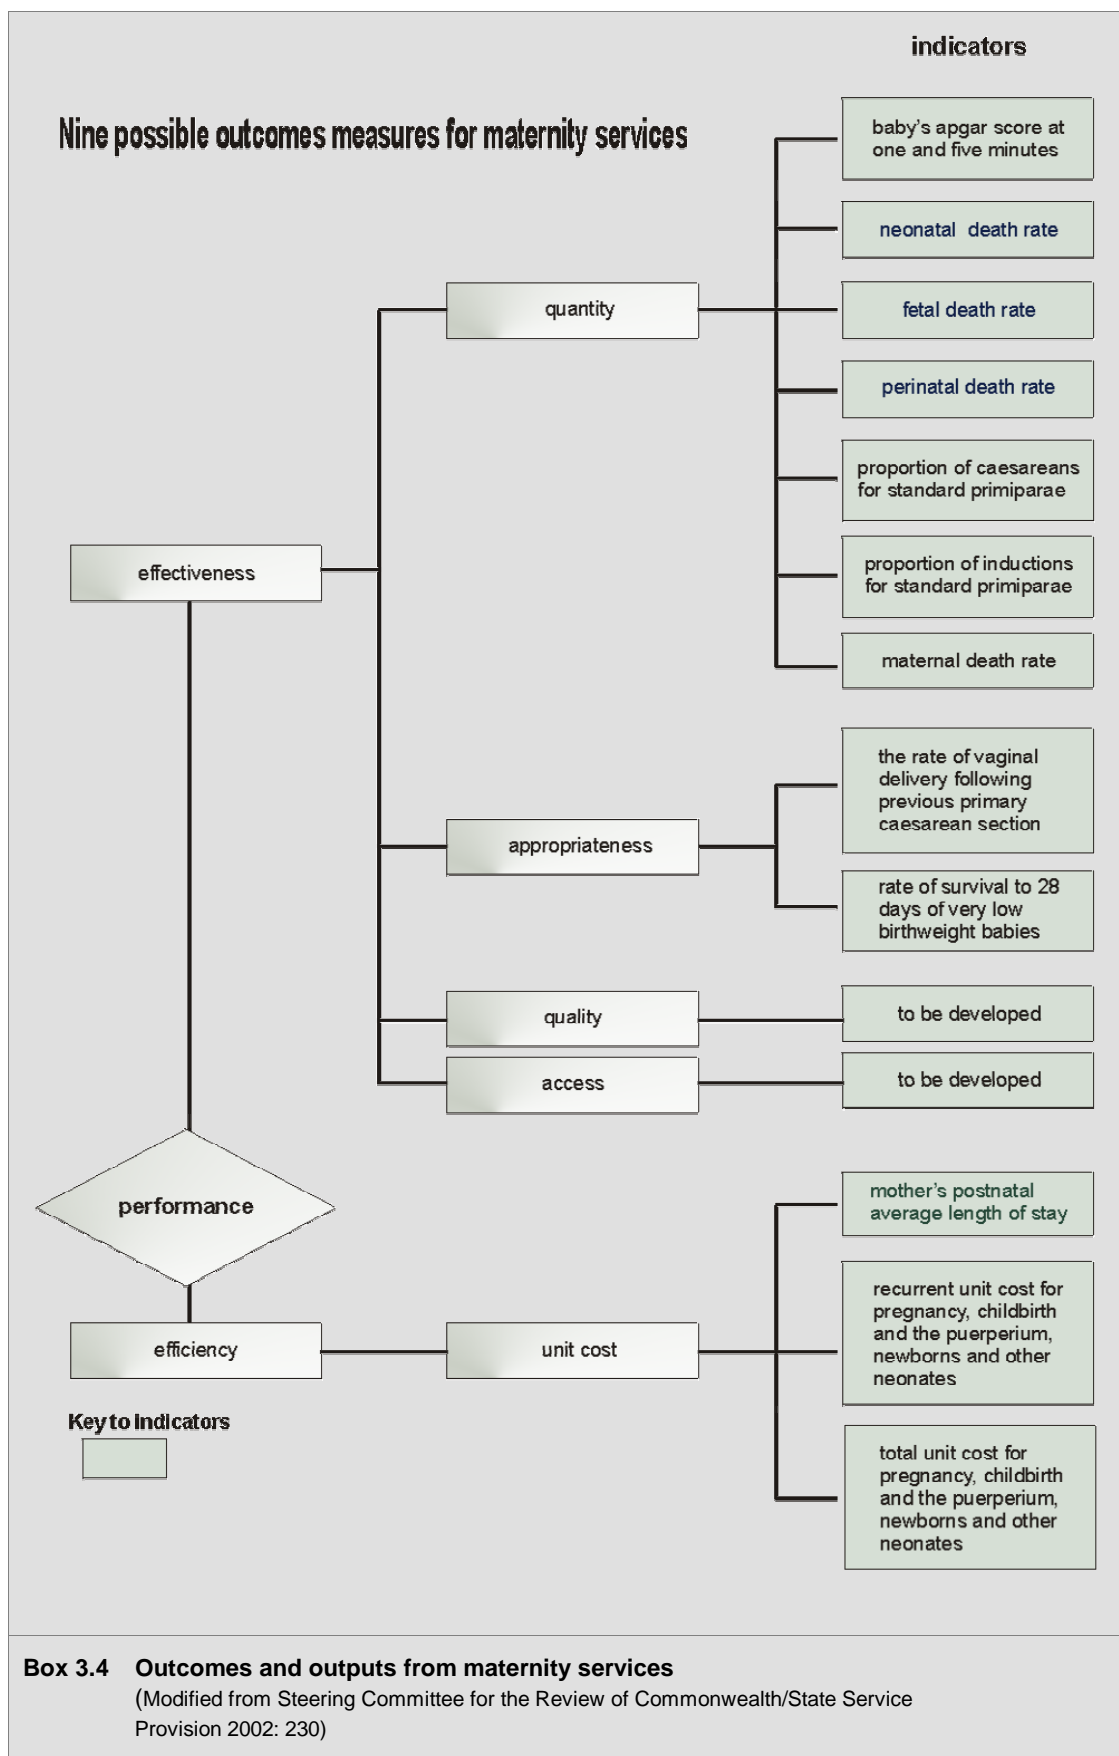 indicators
Nine possible outcomes measures for maternity services
baby's apgar score at
one and five minutes
neonatal death rate
quantity
fetal death rate
perinatal death rate
proportion of caesareans
for standard primiparae
effectiveness
proportion of inductions
for standard primiparae
maternal death rate
the rate of vaginal
delivery following
previous primary
caesarean section
appropriateness
rate of survival to 28
days of very low
birthweight babies
quality
to be developed
access
to be developed
performance
mother's postnatal
average length of stay
efficiency
unit cost
recurrent unit cost for
pregnancy, childbirth
and the puerperium,
newborns and other
neonates
Key to indicators
total unit cost for
pregnancy, childbirth
and the puerperium,
newborns and other
neonates
Box 3.4 Outcomes and outputs from maternity services
(Modified from Steering Committee for the Review of Commonwealth/State Service
Provision 2002: 230)